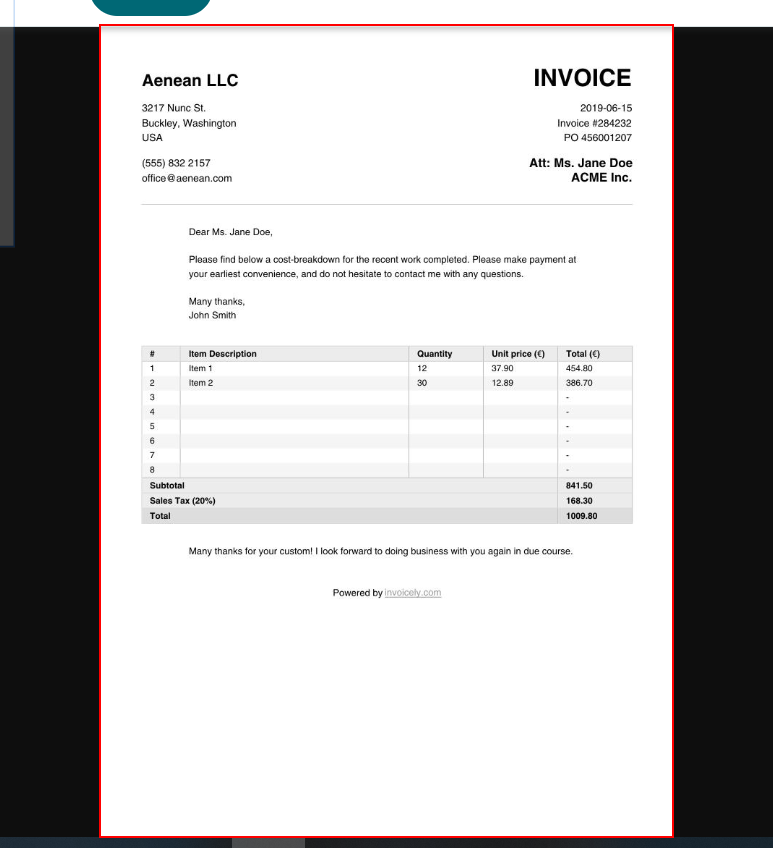 Aenean LLC
INVOICE
3217 Nunc St.
Buckley, Washington
USA
2019-06-15
Invoice #284232
PO 456001207
(555) 832 2157
office@aenean.com
Att: Ms. Jane Doe
ACME Inc.
Dear Ms. Jane Doe,
Please find below a cost-breakdown for the recent work completed. Please make payment at
your earliest convenience, and do not hesitate to contact me with any questions.
Many thanks,
John Smith
# Item Description Quantity Unit price (€) Total (€)
1 Item 1 12 37.90 454.80
2 Item 2 30 12.89 386.70
3 -
4 -
5 -
6 -
7 -
8 -
Subtotal 841.50
Sales Tax (20%) 168.30
Total 1009.80
Many thanks for your custom! I look forward to doing business with you again in due course.
Powered by invoicely.com